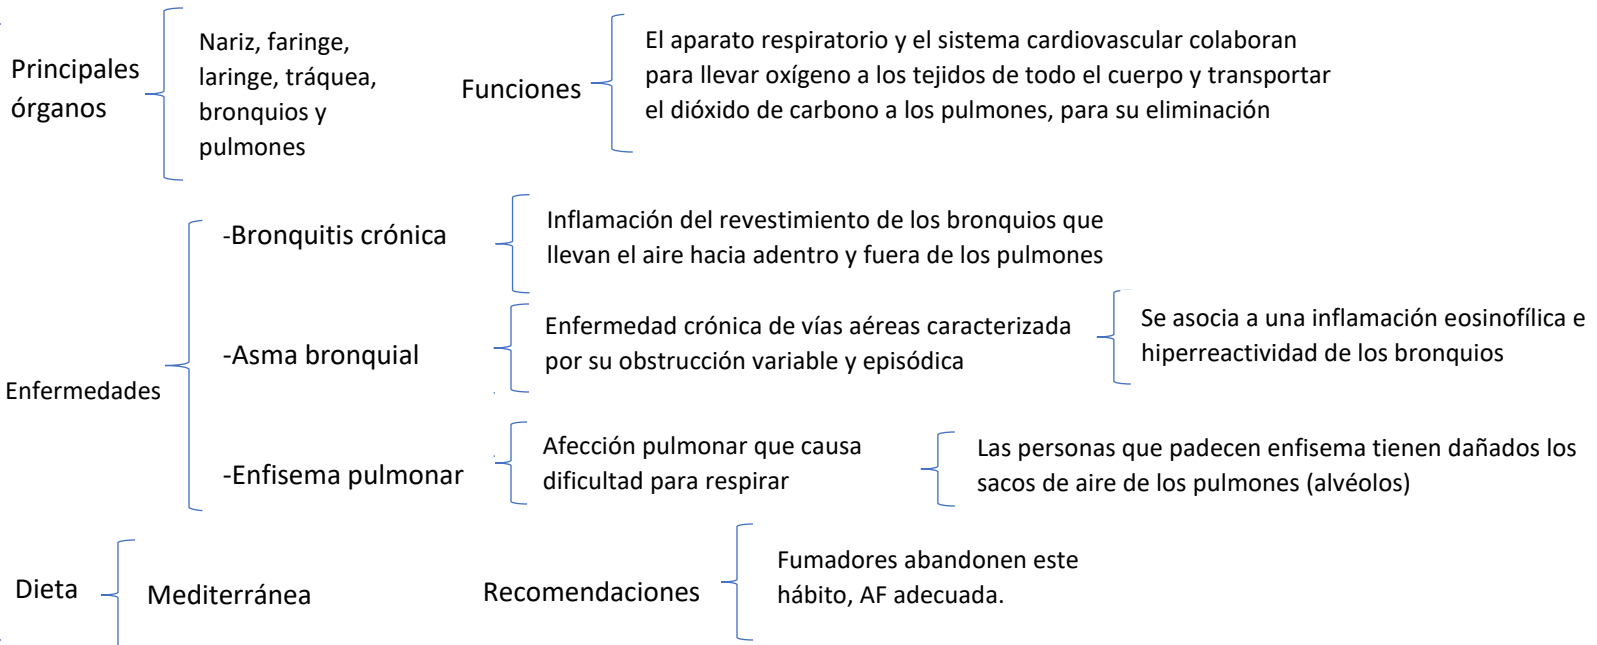 Principales
órganos
Nariz, faringe,
laringe, tráquea,
bronquios y
pulmones
Funciones
El aparato respiratorio y el sistema cardiovascular colaboran
para llevar oxígeno a los tejidos de todo el cuerpo y transportar
el dióxido de carbono a los pulmones, para su eliminación
Enfermedades
-Bronquitis crónica
Inflamación del revestimiento de los bronquios que
llevan el aire hacia adentro y fuera de los pulmones
-Asma bronquial
Enfermedad crónica de vías aéreas caracterizada
por su obstrucción variable y episódica
Se asocia a una inflamación eosinofílica e
hiperreactividad de los bronquios
-Enfisema pulmonar
Afección pulmonar que causa
dificultad para respirar
Las personas que padecen enfisema tienen dañados los
sacos de aire de los pulmones (alvéolos)
Dieta
Mediterránea
Recomendaciones
Fumadores abandonen este
hábito, AF adecuada.